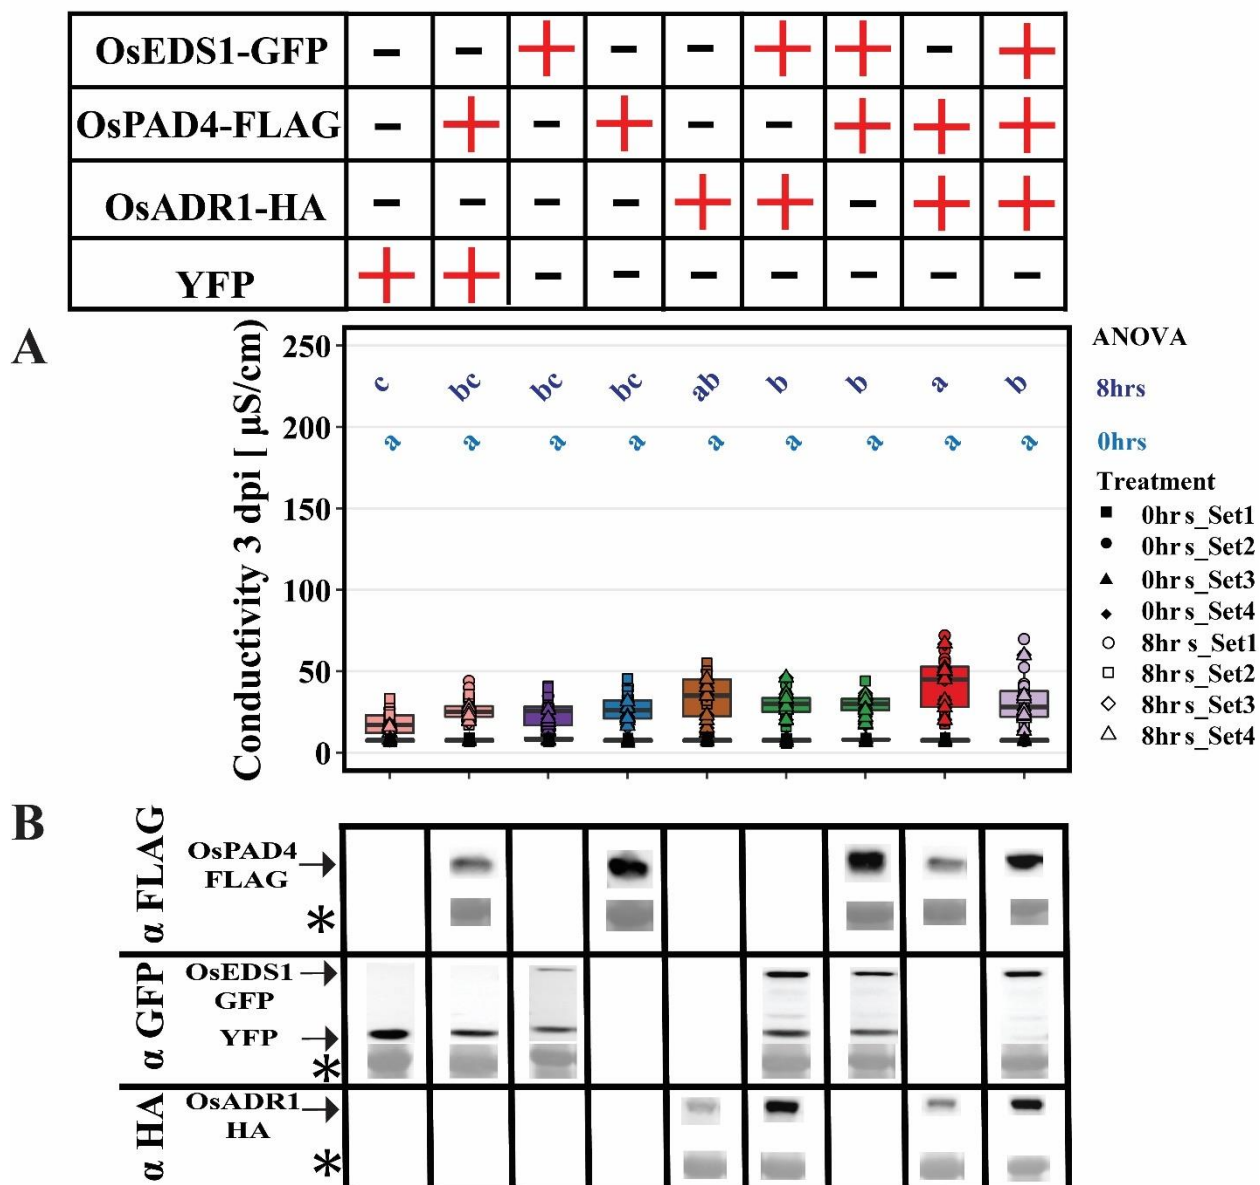 OsEDS1-GFP - - + - - + + - +
OsPAD4-FLAG - + - + - - + + +
OsADR1-HA - - - - + + - + +
YFP + + - - - - - - -
A
Conductivity 3 dpi [ µS/cm)
250
200
150
100
50
0
c bc bc bc ab b b a b
a a a a a a a a a
ANOVA
8hrs
0hrs
Treatment
0hrs_Set1
0hrs_Set2
0hrs_Set3
0hrs_Set4
8hrs_Set1
8hrs_Set2
8hrs_Set3
8hrs_Set4
B
α FLAG
OsPAD4
FLAG
*
α GFP
OsEDS1
GFP
YFP
*
α HA
OsADR1
HA
*